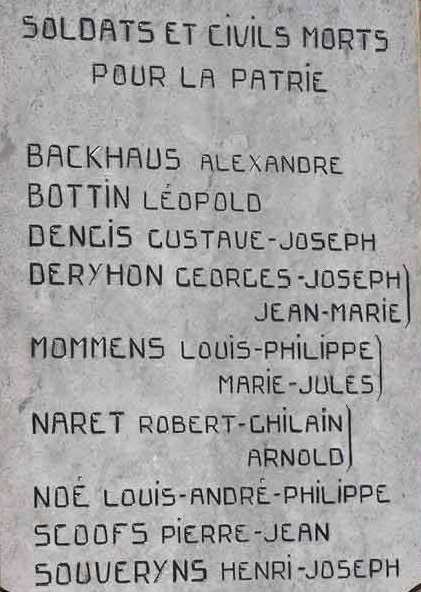 SOLDATS ET CIVILS MORTS
POUR LA PATRIE
BACKHAUS ALEXANDRE
BOTTIN LÉOPOLD
DENGIS GUSTAVE-JOSEPH
DERYHON GEORGES-JOSEPH)
JEAN-MARIE)
MOMMENS LOUIS-PHILIPPE)
MARIE-JULES)
NARET ROBERT-GHILAIN)
ARNOLD)
NOÉ LOUIS-ANDRÉ-PHILIPPE
SCOOFS PIERRE-JEAN
SOUVERYNS HENRI-JOSEPH